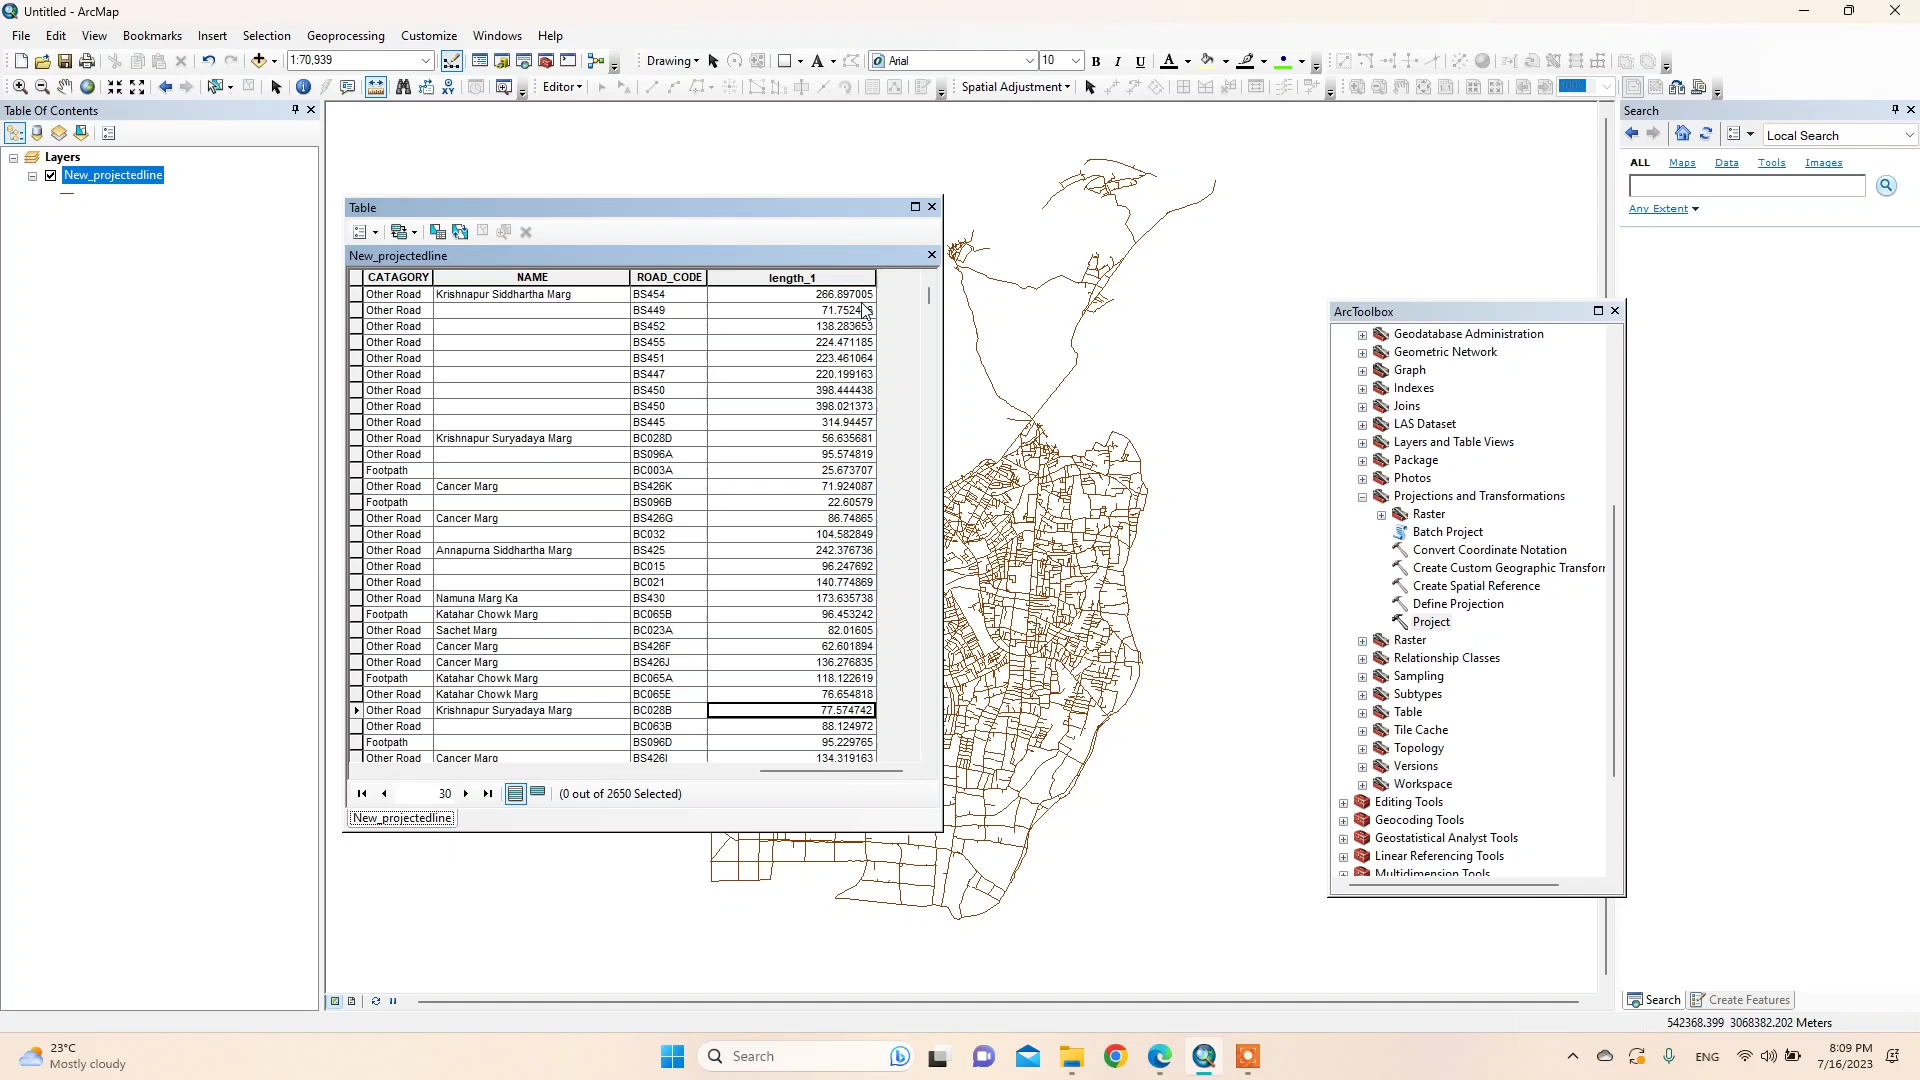 Untitled - ArcMap
File Edit View Bookmarks Insert Selection Geoprocessing Customize Windows Help
1:70,939 Drawing Arial 10 B I U A
Editor Spatial Adjustment 100%
Table Of Contents
Layers
New_projectedline
Table
New_projectedline
CATAGORY NAME ROAD_CODE length_1
Other Road Krishnapur Siddhartha Marg BS454 266.897005
Other Road BS449 71.7524
Other Road BS452 138.283653
Other Road BS455 224.471185
Other Road BS451 223.461064
Other Road BS447 220.199163
Other Road BS450 398.444438
Other Road BS450 398.021373
Other Road BS445 314.94457
Other Road Krishnapur Suryadaya Marg BC028D 56.635681
Other Road BS096A 95.574819
Footpath BC003A 25.673707
Other Road Cancer Marg BS426K 71.924087
Footpath BS096B 22.60579
Other Road Cancer Marg BS426G 86.74865
Other Road BC032 104.582849
Other Road Annapurna Siddhartha Marg BS425 242.376736
Other Road BC015 96.247692
Other Road BC021 140.774869
Other Road Namuna Marg Ka BS430 173.635738
Footpath Katahar Chowk Marg BC065B 96.453242
Other Road Sachet Marg BC023A 82.01605
Other Road Cancer Marg BS426F 62.601894
Other Road Cancer Marg BS426J 136.276835
Footpath Katahar Chowk Marg BC065A 118.122619
Other Road Katahar Chowk Marg BC065E 76.654818
Other Road Krishnapur Suryadaya Marg BC028B 77.574742
Other Road BC063B 88.124972
Footpath BS096D 95.229765
Other Road Cancer Marg BS426I 134.319163
30 (0 out of 2650 Selected)
New_projectedline
ArcToolbox
Geodatabase Administration
Geometric Network
Graph
Indexes
Joins
LAS Dataset
Layers and Table Views
Package
Photos
Projections and Transformations
Raster
Batch Project
Convert Coordinate Notation
Create Custom Geographic Transfor
Create Spatial Reference
Define Projection
Project
Raster
Relationship Classes
Sampling
Subtypes
Table
Tile Cache
Topology
Versions
Workspace
Editing Tools
Geocoding Tools
Geostatistical Analyst Tools
Linear Referencing Tools
Multidimension Tools
Search
Local Search
ALL Maps Data Tools Images
Any Extent
Search Create Features
542368.399 3068382.202 Meters
23°C
Mostly cloudy
Search
ENG
8:09 PM
7/16/2023